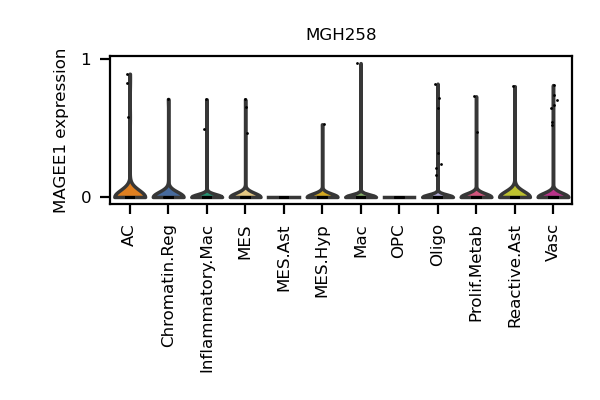 MGH258
MAGEE1 expression
1
0
AC
Chromatin.Reg
Inflammatory.Mac
MES
MES.Ast
MES.Hyp
Mac
OPC
Oligo
Prolif.Metab
Reactive.Ast
Vasc